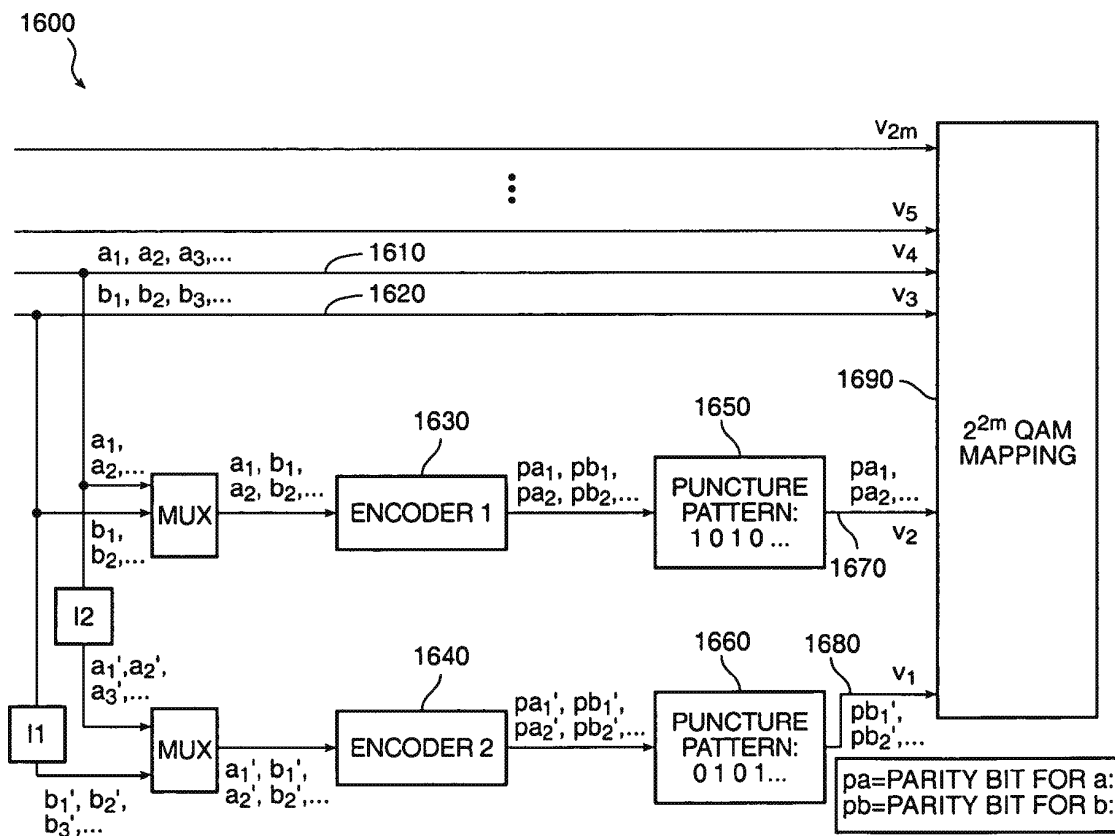 1600
v2m
v5
a1, a2, a3,...
1610
v4
b1, b2, b3,...
1620
v3
1690
2^2m QAM
MAPPING
a1,
a2,...
b1,
b2,...
MUX
a1, b1,
a2, b2,...
1630
ENCODER 1
pa1, pb1,
pa2, pb2,...
1650
PUNCTURE
PATTERN:
1 0 1 0 ...
pa1,
pa2,...
1670
v2
I2
a1',a2',
a3',...
I1
b1', b2',
b3',...
MUX
a1', b1',
a2', b2',...
1640
ENCODER 2
pa1', pb1',
pa2', pb2',...
1660
PUNCTURE
PATTERN:
0 1 0 1...
1680
v1
pb1',
pb2',...
pa=PARITY BIT FOR a:
pb=PARITY BIT FOR b: